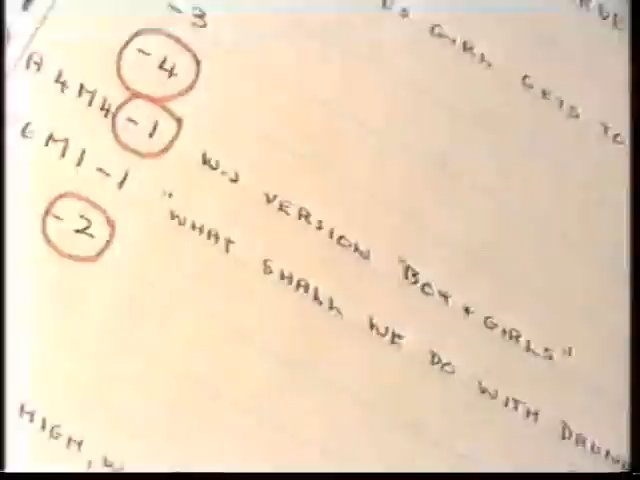 -3
GIRL GETS TO
-4
A4M4 -1 W.J VERSION "BOY + GIRLS"
6M1-1 "WHAT SHALL WE DO WITH
-2
HIGH,